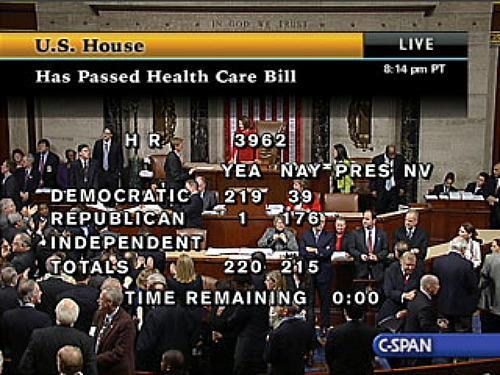 IN GOD WE TRUST
U.S. House
LIVE
Has Passed Health Care Bill
8:14 pm PT
H R 3962
YEA NAY PRES NV
DEMOCRATIC 219 39
REPUBLICAN 1 176
INDEPENDENT
TOTALS 220 215
TIME REMAINING 0:00
C-SPAN